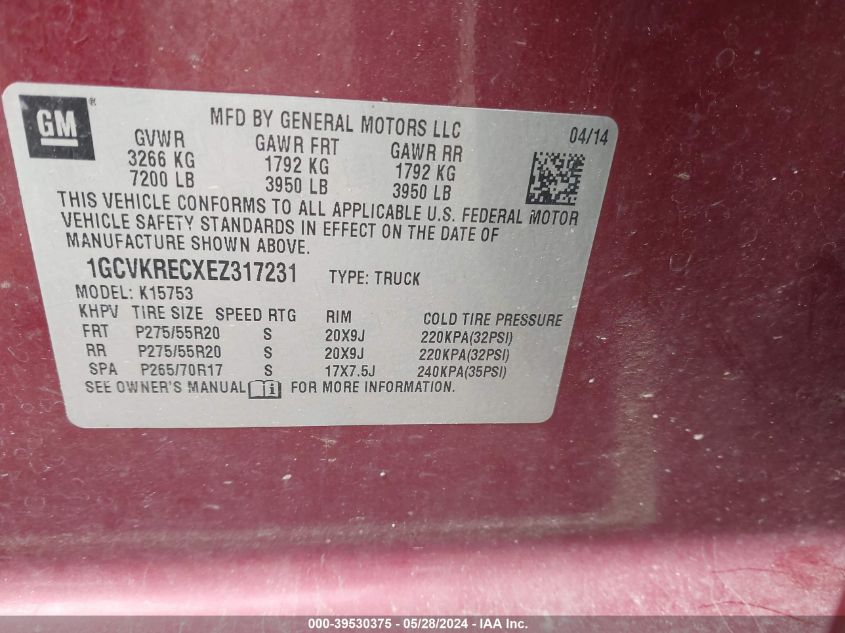 GM ®
MFD BY GENERAL MOTORS LLC
04/14
GVWR GAWR FRT GAWR RR
3266 KG 1792 KG 1792 KG
7200 LB 3950 LB 3950 LB
THIS VEHICLE CONFORMS TO ALL APPLICABLE U.S. FEDERAL MOTOR
VEHICLE SAFETY STANDARDS IN EFFECT ON THE DATE OF
MANUFACTURE SHOWN ABOVE.
1GCVKRECXEZ317231 TYPE: TRUCK
MODEL: K15753
KHPV TIRE SIZE SPEED RTG RIM COLD TIRE PRESSURE
FRT P275/55R20 S 20X9J 220KPA(32PSI)
RR P275/55R20 S 20X9J 220KPA(32PSI)
SPA P265/70R17 S 17X7.5J 240KPA(35PSI)
SEE OWNER'S MANUAL i FOR MORE INFORMATION.
000-39530375 - 05/28/2024 - IAA Inc.